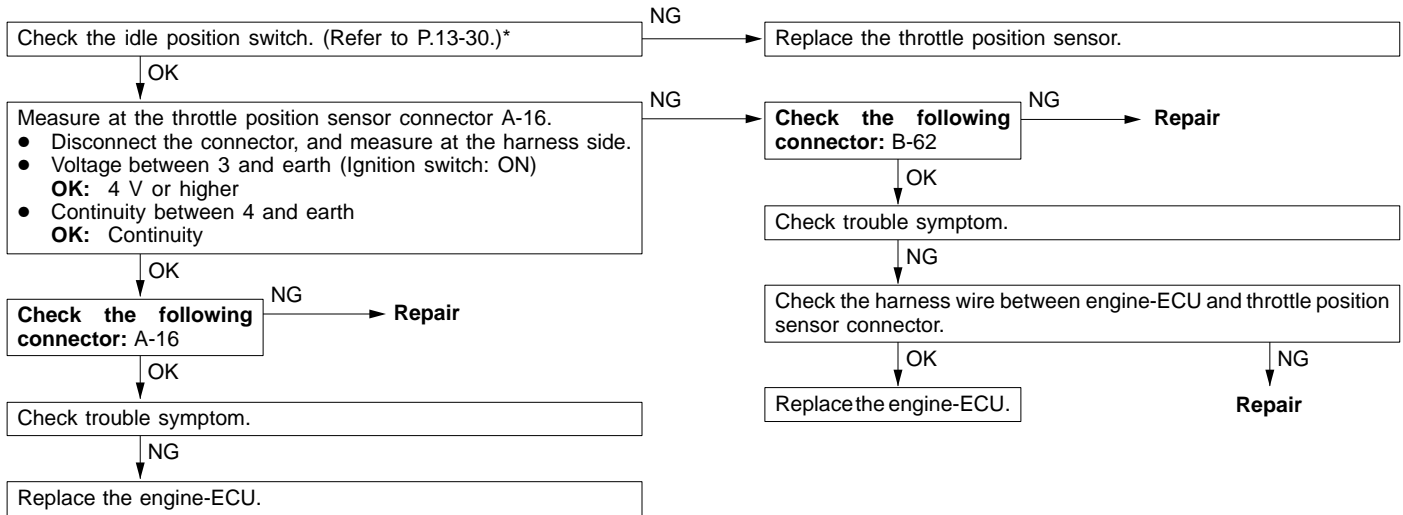 Check the idle position switch. (Refer to P.13-30.)*
NG
Replace the throttle position sensor.
OK
Measure at the throttle position sensor connector A-16.
● Disconnect the connector, and measure at the harness side.
● Voltage between 3 and earth (Ignition switch: ON)
OK: 4 V or higher
● Continuity between 4 and earth
OK: Continuity
NG
Check the following
connector: B-62
NG
Repair
OK
Check trouble symptom.
NG
Check the harness wire between engine-ECU and throttle position
sensor connector.
OK
NG
Replace the engine-ECU.
Repair
OK
Check the following
connector: A-16
NG
Repair
OK
Check trouble symptom.
NG
Replace the engine-ECU.